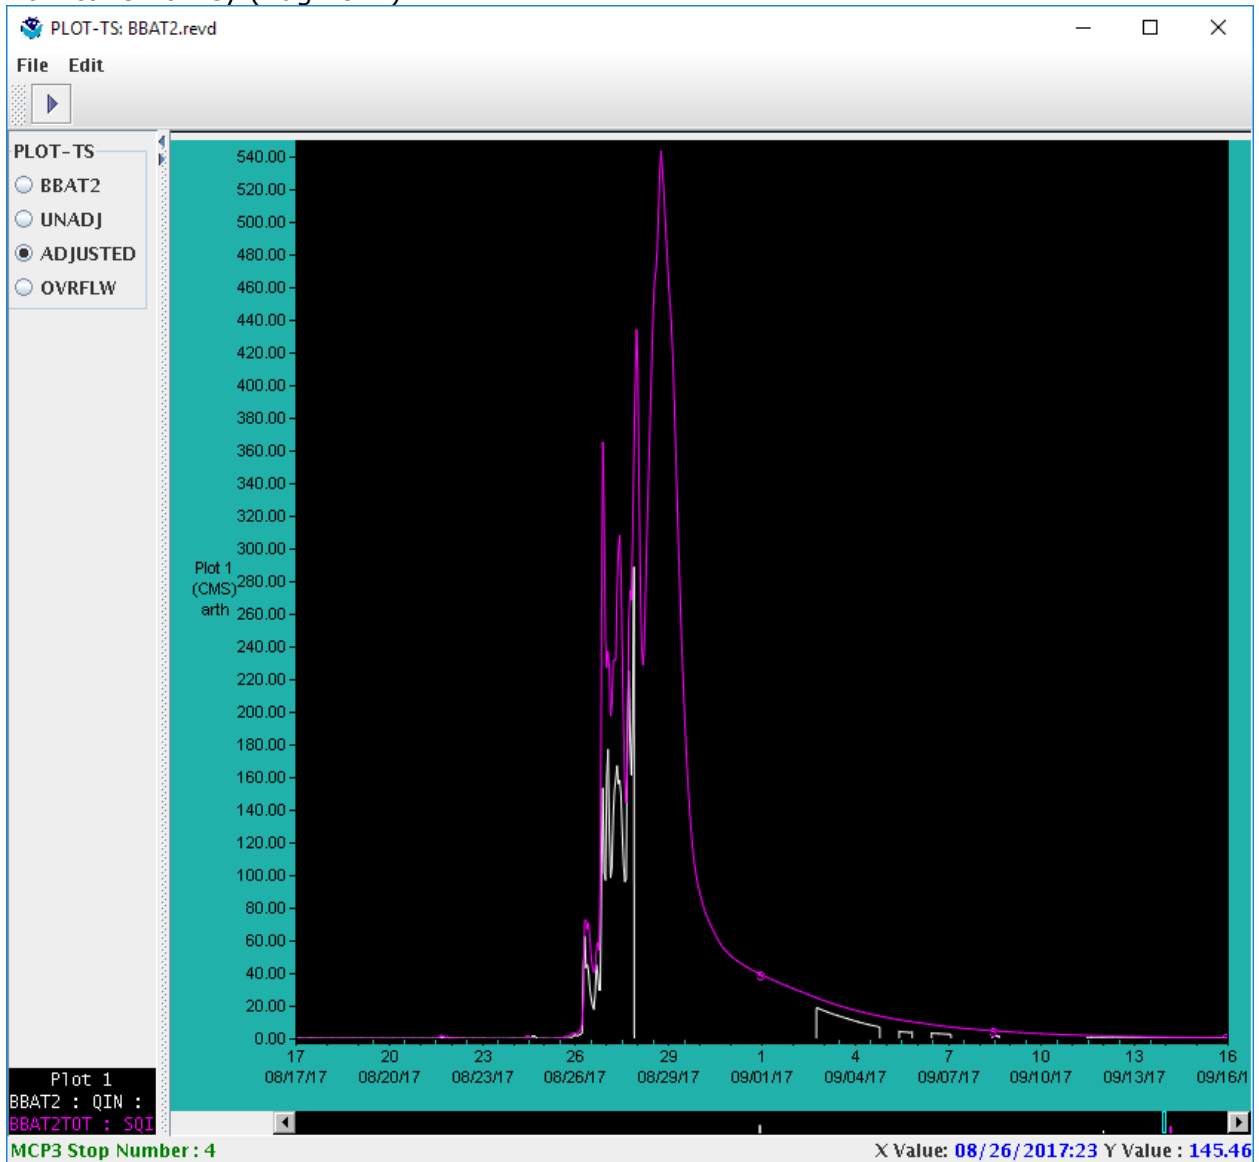 PLOT-TS: BBAT2.revd
File Edit
PLOT-TS
BBAT2
UNADJ
ADJUSTED
OVRFLW
540.00
520.00
500.00
480.00
460.00
440.00
420.00
400.00
380.00
360.00
340.00
320.00
300.00
Plot 1
(CMS)
arth
280.00
260.00
240.00
220.00
200.00
180.00
160.00
140.00
120.00
100.00
80.00
60.00
40.00
20.00
0.00
17 20 23 26 29 1 4 7 10 13 16
08/17/17 08/20/17 08/23/17 08/26/17 08/29/17 09/01/17 09/04/17 09/07/17 09/10/17 09/13/17 09/16/1
Plot 1
BBAT2 : QIN :
BBAT2TOT : SQI
MCP3 Stop Number : 4 X Value: 08/26/2017:23 Y Value : 145.46